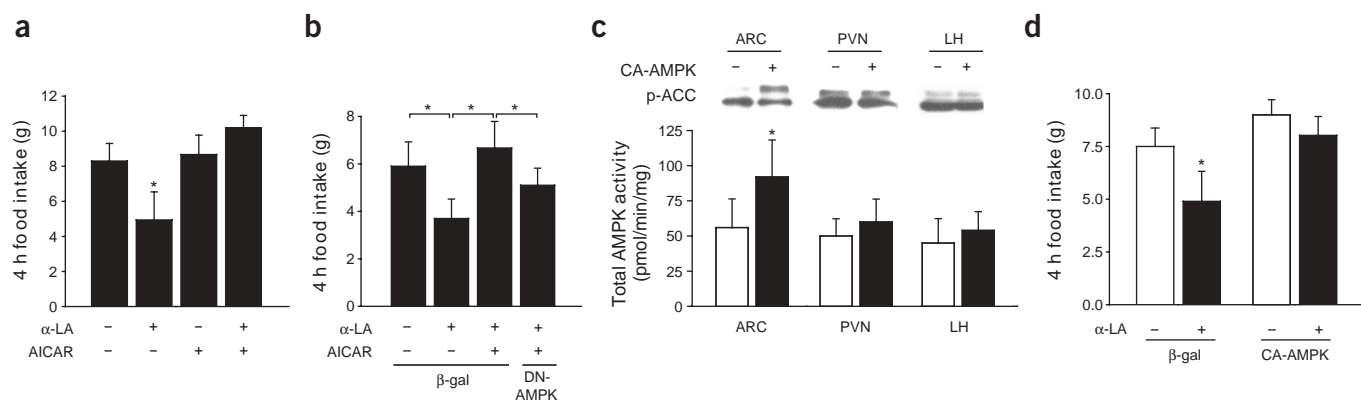 a
4 h food intake (g)
12
10
8
6
4
2
0
*
α-LA – + – +
AICAR – – + +
b
4 h food intake (g)
8
6
4
2
0
* * *
α-LA – + + +
AICAR – – + +
β-gal DN-
AMPK
c
ARC PVN LH
CA-AMPK – + – + – +
p-ACC
Total AMPK activity
(pmol/min/mg)
125
100
75
50
25
0
*
ARC PVN LH
d
4 h food intake (g)
10.0
7.5
5.0
2.5
0.0
*
α-LA – + – +
β-gal CA-AMPK